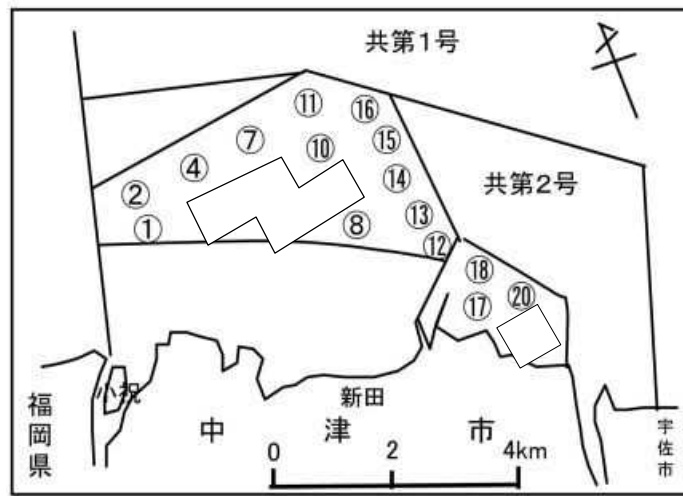 共第1号
⑪
⑯
⑦
⑩
⑮
④
⑭
共第2号
②
⑬
①
⑧
⑫
⑱
⑰
⑳
小祝
新田
福岡県
中津市
宇佐市
0 2 4km